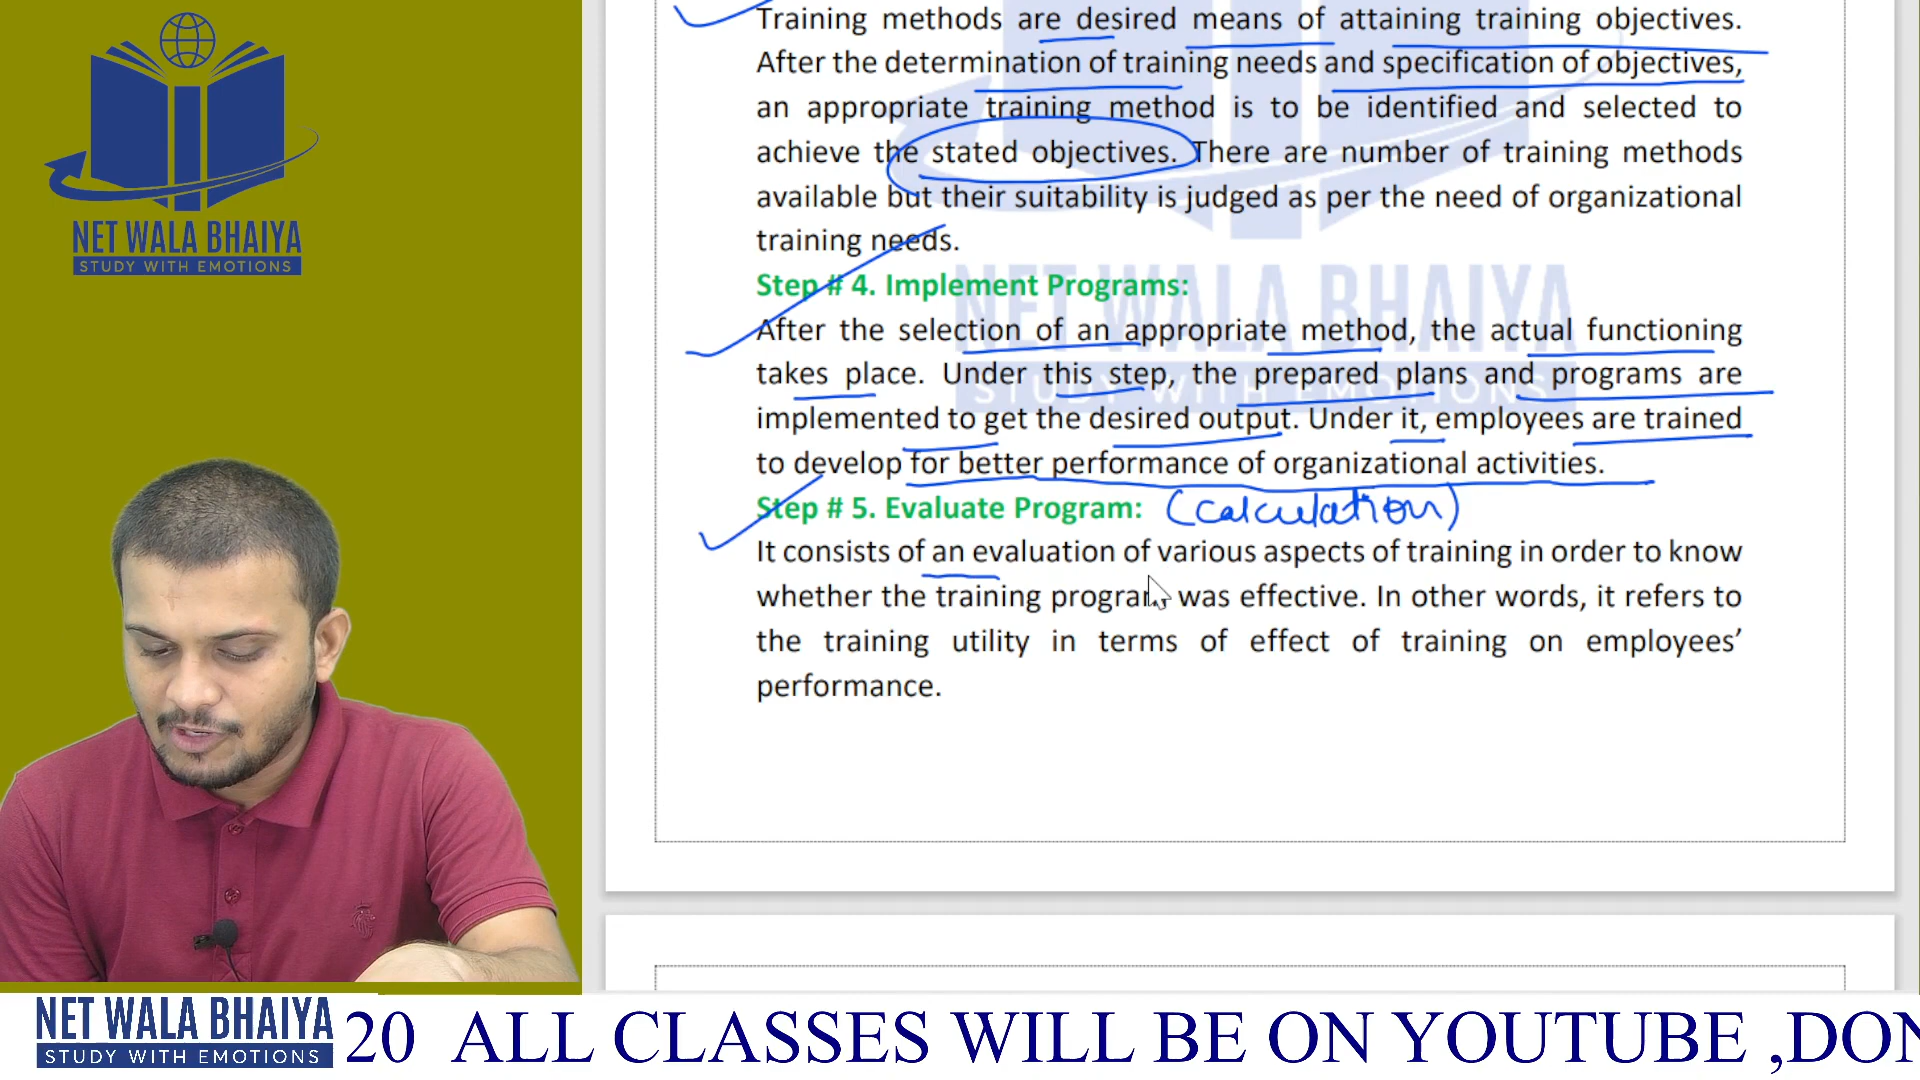 NET WALA BHAIYA
STUDY WITH EMOTIONS
Training methods are desired means of attaining training objectives.
After the determination of training needs and specification of objectives,
an appropriate training method is to be identified and selected to
achieve the stated objectives. There are number of training methods
available but their suitability is judged as per the need of organizational
training needs.
Step # 4. Implement Programs:
After the selection of an appropriate method, the actual functioning
takes place. Under this step, the prepared plans and programs are
implemented to get the desired output. Under it, employees are trained
to develop for better performance of organizational activities.
Step # 5. Evaluate Program: (calculation)
It consists of an evaluation of various aspects of training in order to know
whether the training program was effective. In other words, it refers to
the training utility in terms of effect of training on employees’
performance.
NET WALA BHAIYA
STUDY WITH EMOTIONS
NET WALA BHAIYA
STUDY WITH EMOTIONS
20 ALL CLASSES WILL BE ON YOUTUBE ,DON